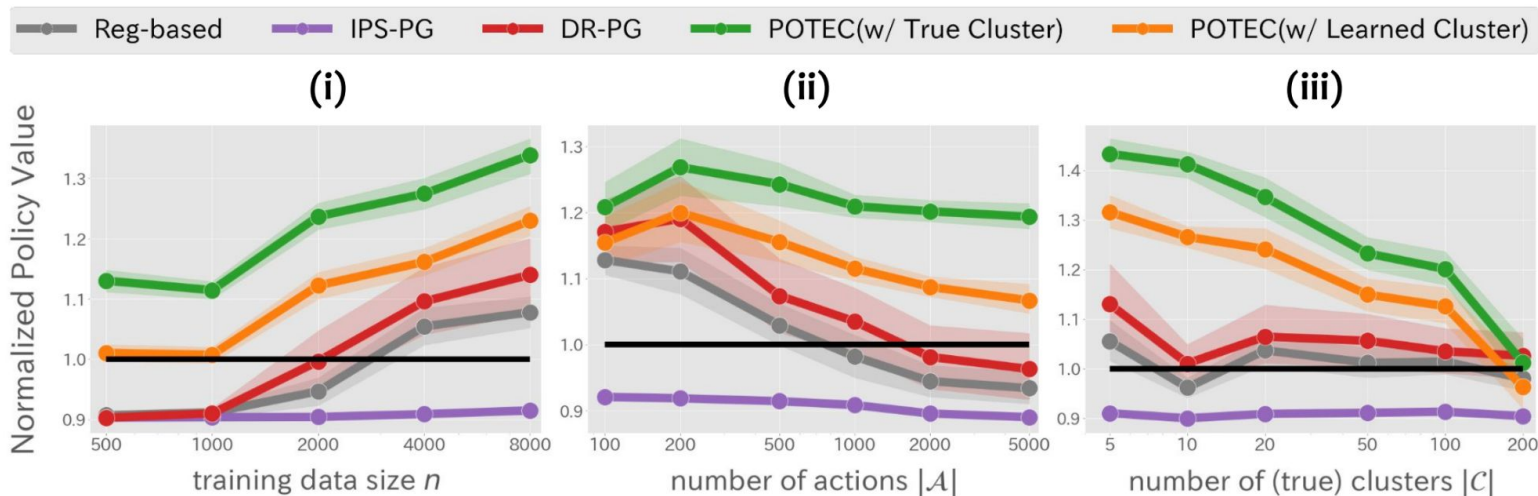 Reg-based IPS-PG DR-PG POTEC(w/ True Cluster) POTEC(w/ Learned Cluster)
(i) (ii) (iii)
Normalized Policy Value
1.3
1.2
1.1
1.0
0.9
500 1000 2000 4000 8000
training data size n
1.3
1.2
1.1
1.0
0.9
100 200 500 1000 2000 5000
number of actions |𝒜|
1.4
1.3
1.2
1.1
1.0
0.9
5 10 20 50 100 200
number of (true) clusters |𝒞|